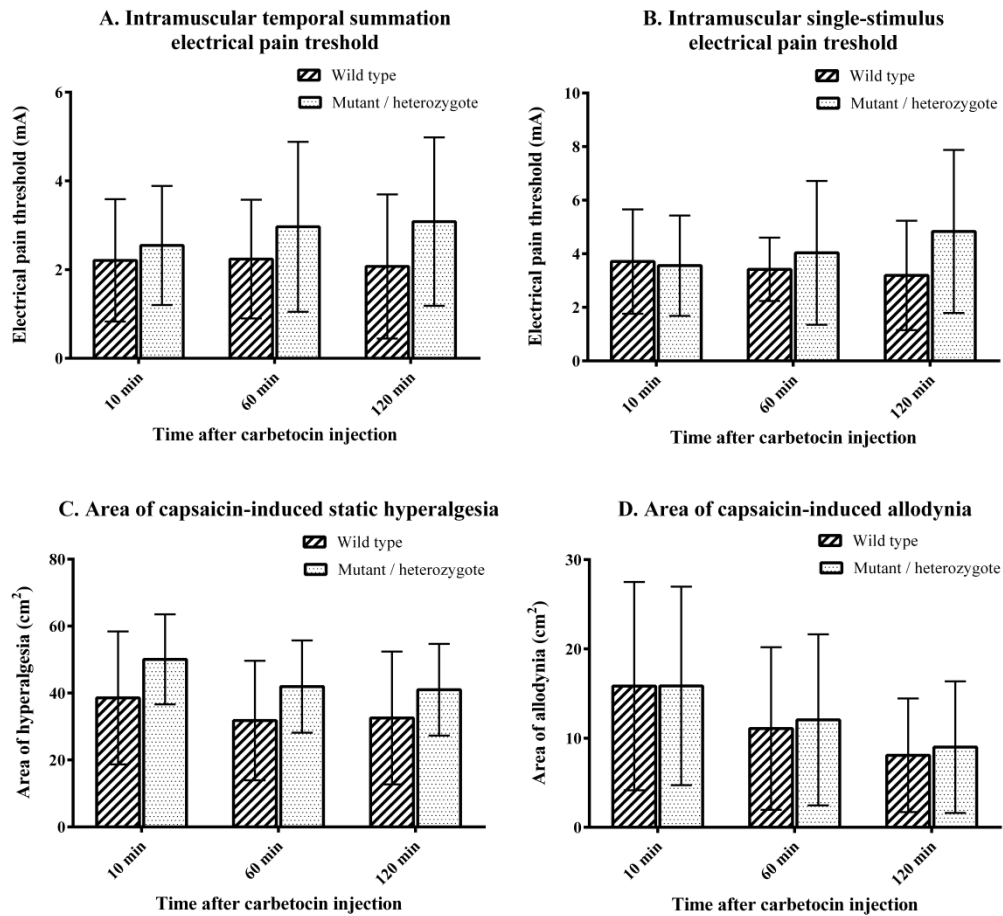 A. Intramuscular temporal summation
electrical pain treshold
Wild type
Mutant / heterozygote
Electrical pain threshold (mA)
6
4
2
0
10 min
60 min
120 min
Time after carbetocin injection
B. Intramuscular single-stimulus
electrical pain treshold
Wild type
Mutant / heterozygote
Electrical pain threshold (mA)
10
8
6
4
2
0
10 min
60 min
120 min
Time after carbetocin injection
C. Area of capsaicin-induced static hyperalgesia
Wild type
Mutant / heterozygote
Area of hyperalgesia (cm²)
80
60
40
20
0
10 min
60 min
120 min
Time after carbetocin injection
D. Area of capsaicin-induced allodynia
Wild type
Mutant / heterozygote
Area of allodynia (cm²)
30
20
10
0
10 min
60 min
120 min
Time after carbetocin injection